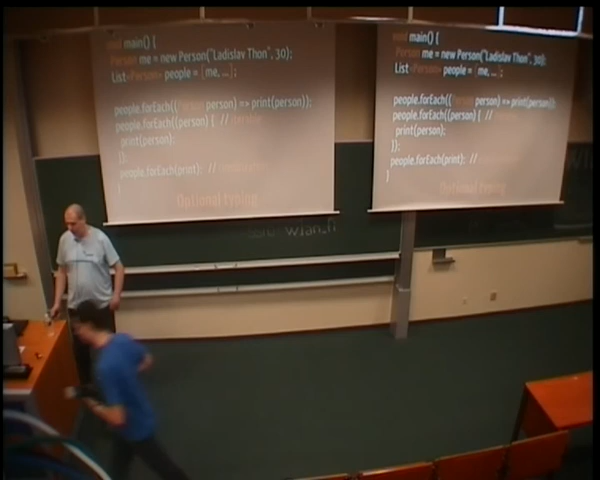 void main() {
Person me = new Person("Ladislav Thon", 30);
List<Person> people = [me, ...];
people.forEach((Person person) => print(person));
people.forEach((person) { //
print(person);
});
people.forEach(print); //
}
Optional typing
void main() {
Person me = new Person("Ladislav Thon", 30);
List<Person> people = [me, ...];
people.forEach((Person person) => print(person));
people.forEach((person) { //
print(person);
});
people.forEach(print); //
}
Optional typing